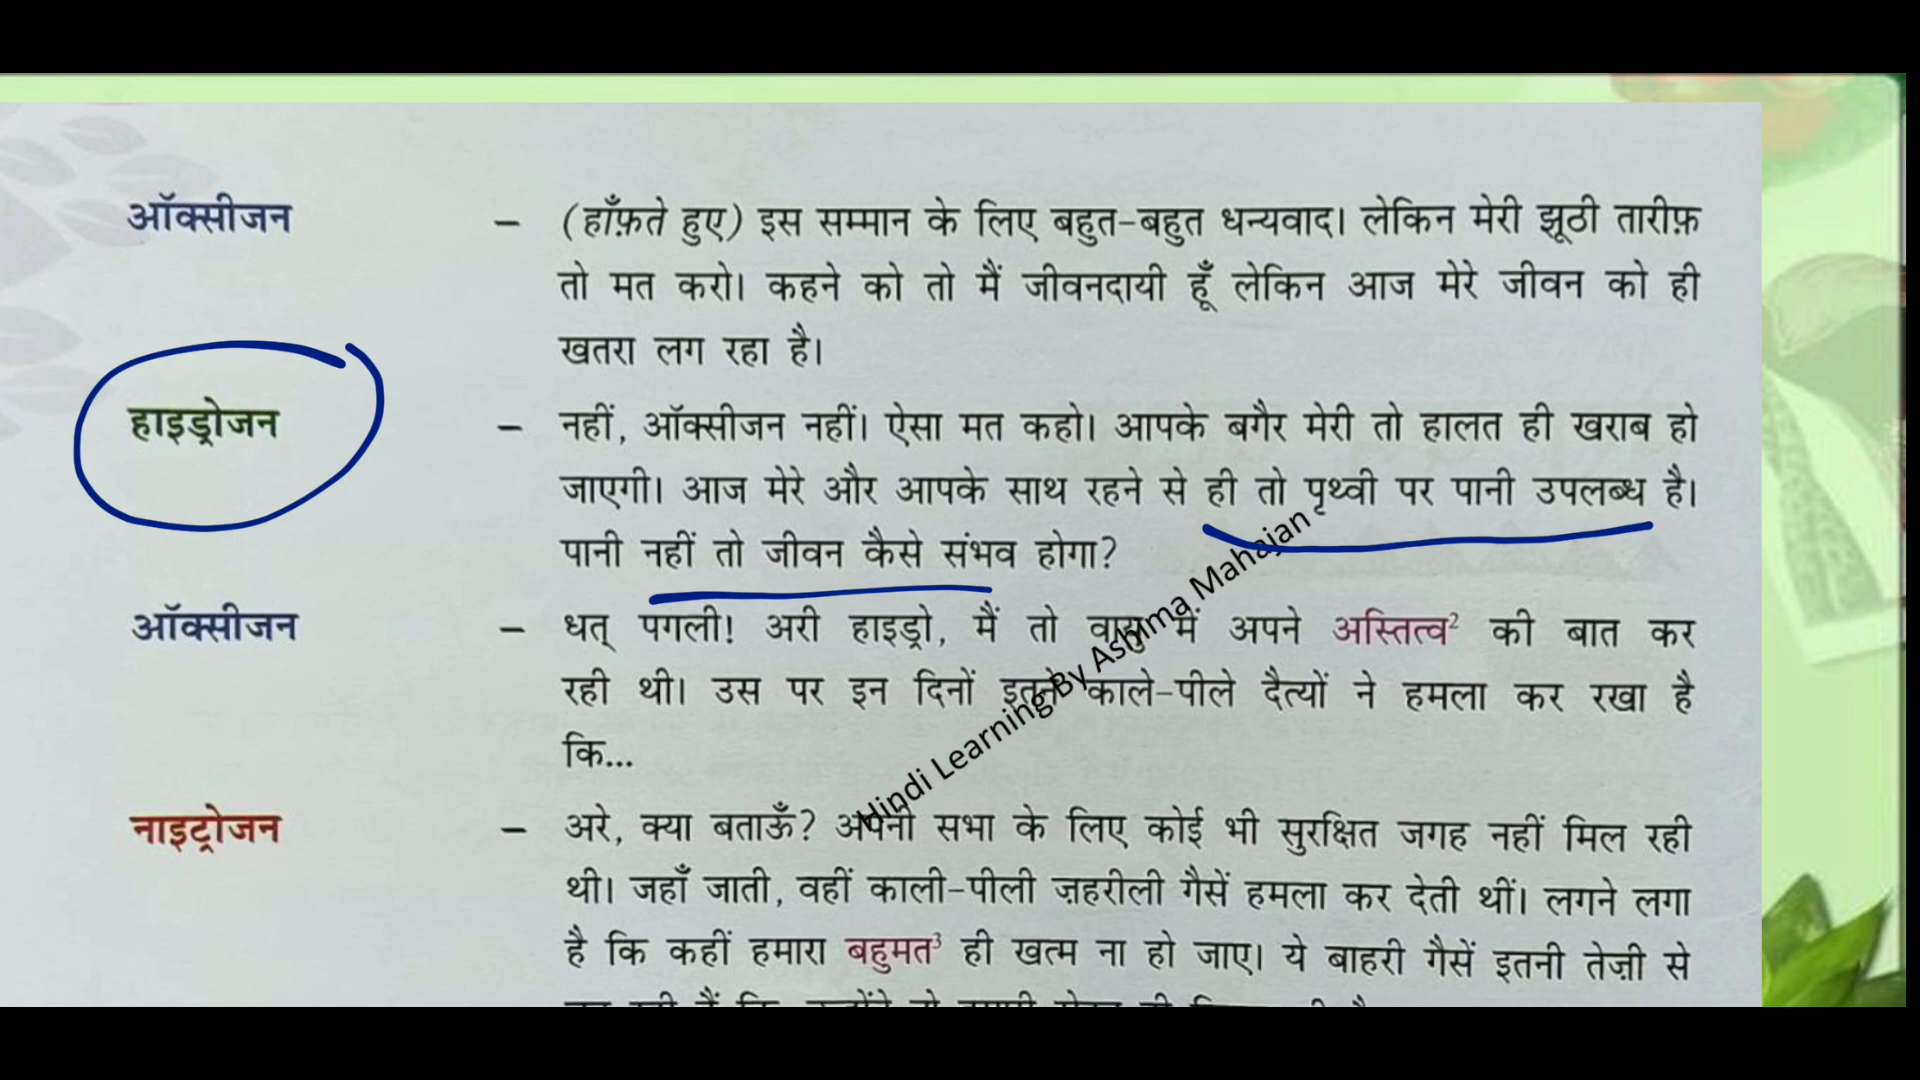 ऑक्सीजन – (हाँफ़ते हुए) इस सम्मान के लिए बहुत-बहुत धन्यवाद। लेकिन मेरी झूठी तारीफ़
तो मत करो। कहने को तो मैं जीवनदायी हूँ लेकिन आज मेरे जीवन को ही
खतरा लग रहा है।
हाइड्रोजन – नहीं, ऑक्सीजन नहीं। ऐसा मत कहो। आपके बगैर मेरी तो हालत ही खराब हो
जाएगी। आज मेरे और आपके साथ रहने से ही तो पृथ्वी पर पानी उपलब्ध है।
पानी नहीं तो जीवन कैसे संभव होगा?
ऑक्सीजन – धत् पगली! अरी हाइड्रो, मैं तो वायु में अपने अस्तित्व² की बात कर
रही थी। उस पर इन दिनों इतने काले-पीले दैत्यों ने हमला कर रखा है
कि...
नाइट्रोजन – अरे, क्या बताऊँ? अपनी सभा के लिए कोई भी सुरक्षित जगह नहीं मिल रही
थी। जहाँ जाती, वहीं काली-पीली ज़हरीली गैसें हमला कर देती थीं। लगने लगा
है कि कहीं हमारा बहुमत³ ही खत्म ना हो जाए। ये बाहरी गैसें इतनी तेज़ी से
Hindi Learning By Ashima Mahajan